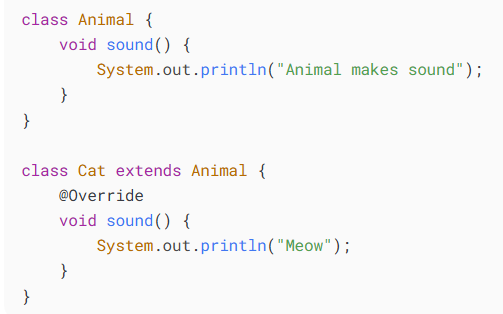 class Animal {
    void sound() {
        System.out.println("Animal makes sound");
    }
}

class Cat extends Animal {
    @Override
    void sound() {
        System.out.println("Meow");
    }
}